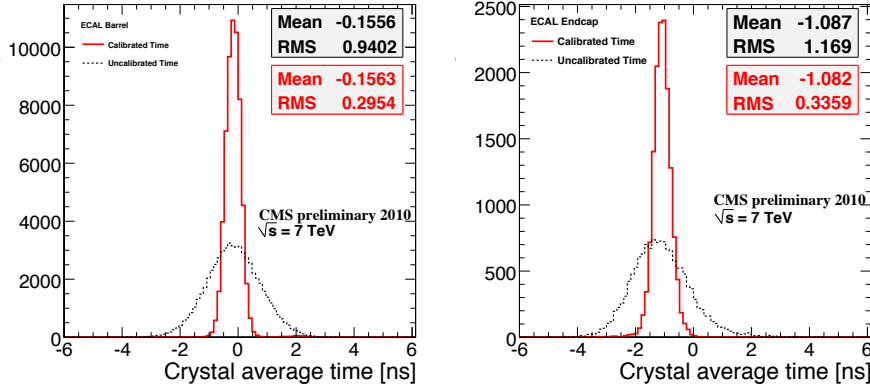 ECAL Barrel
Calibrated Time
Uncalibrated Time
Mean -0.1556
RMS 0.9402
Mean -0.1563
RMS 0.2954
CMS preliminary 2010
√s = 7 TeV
10000
8000
6000
4000
2000
0
-6 -4 -2 0 2 4 6
Crystal average time [ns]
ECAL Endcap
Calibrated Time
Uncalibrated Time
Mean -1.087
RMS 1.169
Mean -1.082
RMS 0.3359
CMS preliminary 2010
√s = 7 TeV
2500
2000
1500
1000
500
0
-6 -4 -2 0 2 4 6
Crystal average time [ns]